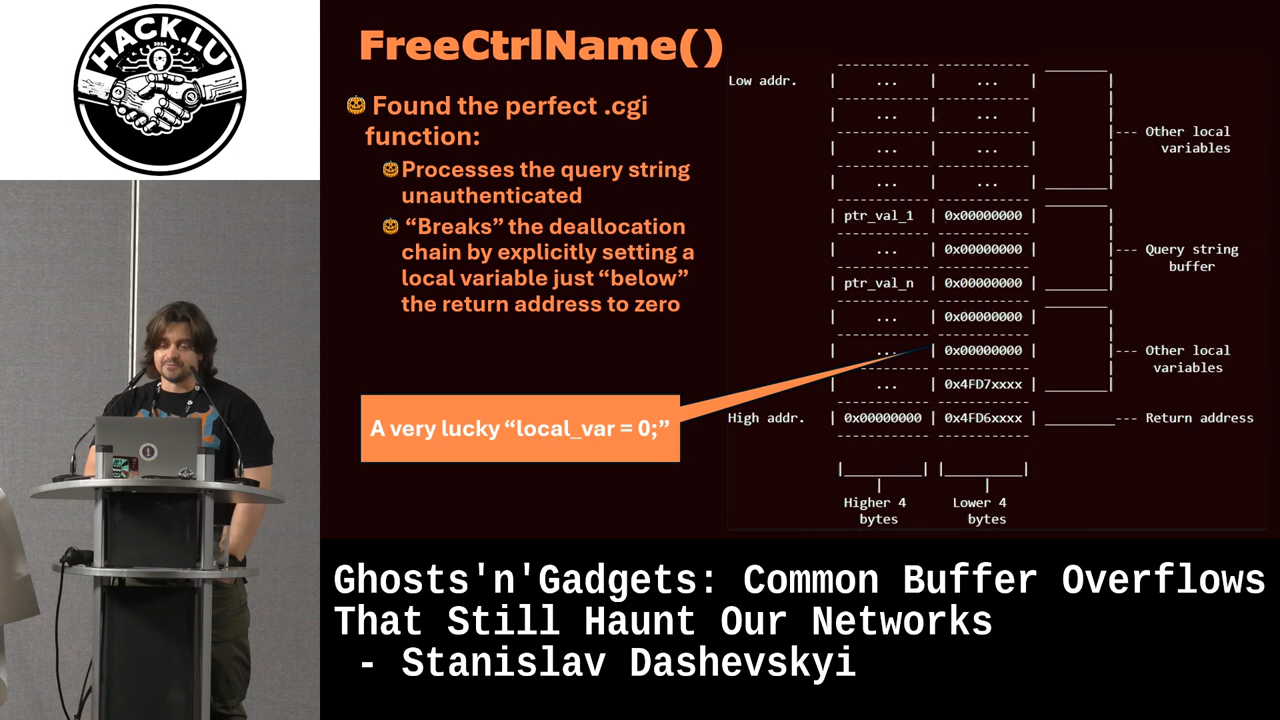 HACK.LU
2024
FreeCtrlName()
Found the perfect .cgi
function:
Processes the query string
unauthenticated
“Breaks” the deallocation
chain by explicitly setting a
local variable just “below”
the return address to zero
A very lucky “local_var = 0;”
Low addr. | ... | ... |
| ... | ... |
--- Other local
variables
| ... | ... |
| ... | ... |
| ptr_val_1 | 0x00000000 |
| ... | 0x00000000 | --- Query string
buffer
| ptr_val_n | 0x00000000 |
| ... | 0x00000000 |
| ... | 0x00000000 | --- Other local
variables
| ... | 0x4FD7xxxx |
High addr. | 0x00000000 | 0x4FD6xxxx | --- Return address
Higher 4 Lower 4
bytes bytes
Ghosts'n'Gadgets: Common Buffer Overflows
That Still Haunt Our Networks
- Stanislav Dashevskyi